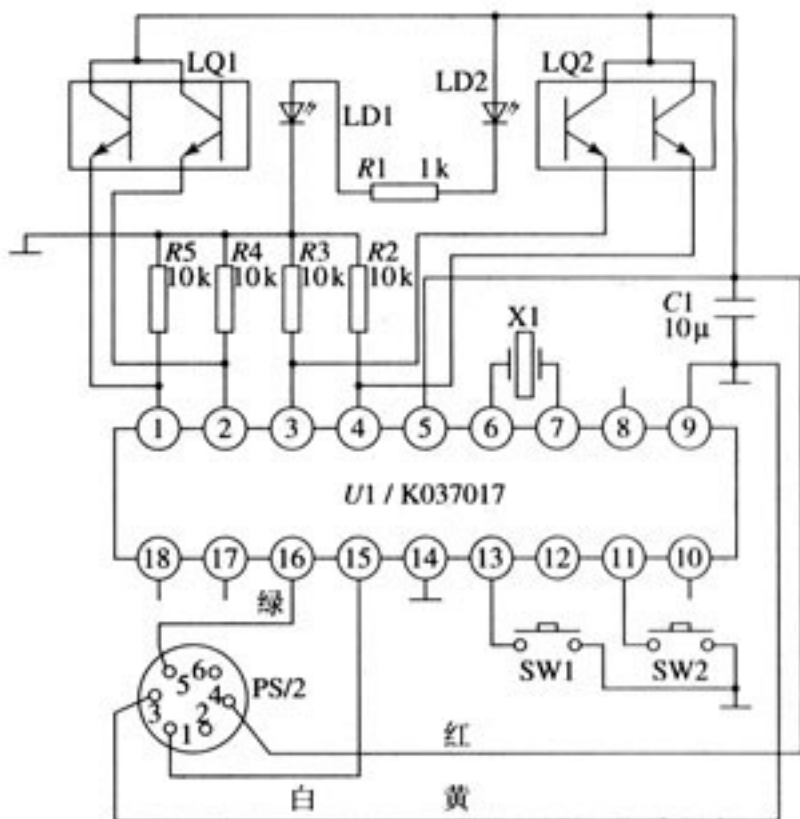 LQ1
LD2
LQ2
LD1
R1 1k
R5
10k
R4
10k
R3
10k
R2
10k
X1
C1
10μ
1 2 3 4 5 6 7 8 9
U1 / K037017
18 17 16 15 14 13 12 11 10
绿
SW1
SW2
5 6
PS/2
3 4
1 2
红
白
黄